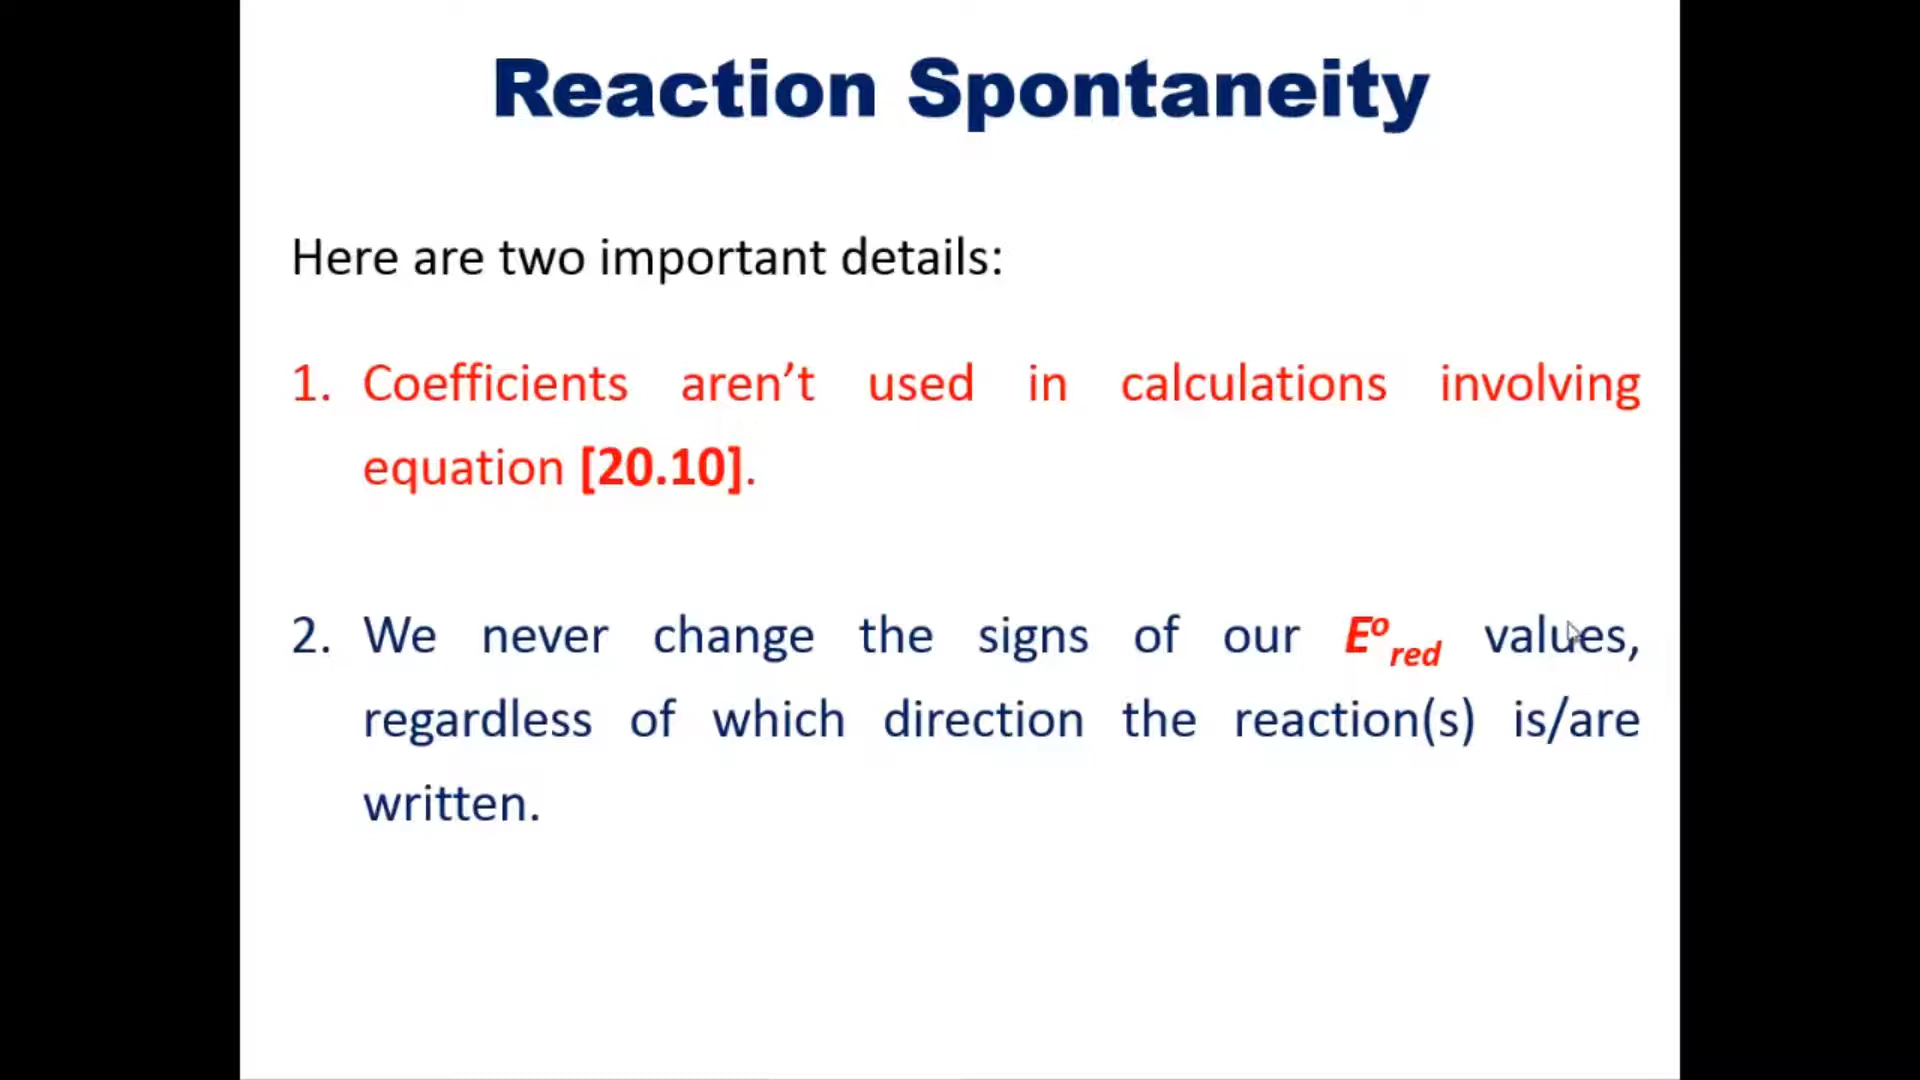 Reaction Spontaneity
Here are two important details:
1. Coefficients aren’t used in calculations involving
equation [20.10].
2. We never change the signs of our Eºred values,
regardless of which direction the reaction(s) is/are
written.